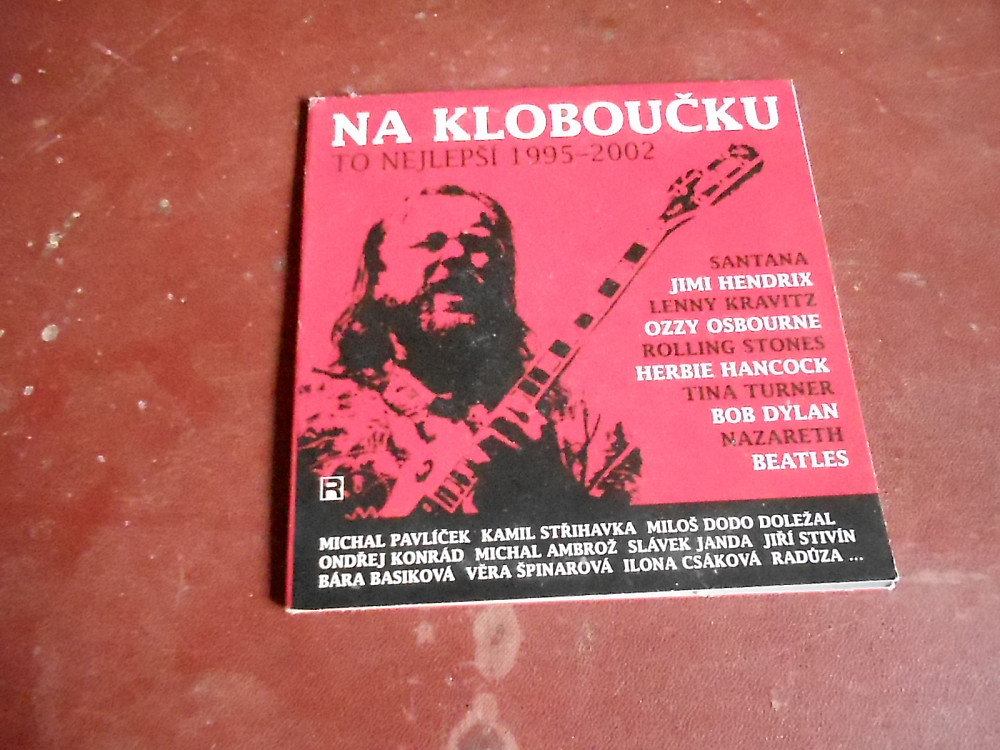 NA KLOBOUČKU
TO NEJLEPŠÍ 1995-2002
SANTANA
JIMI HENDRIX
LENNY KRAVITZ
OZZY OSBOURNE
ROLLING STONES
HERBIE HANCOCK
TINA TURNER
BOB DYLAN
NAZARETH
BEATLES
R
MICHAL PAVLÍČEK KAMIL STŘIHAVKA MILOŠ DODO DOLEŽAL
ONDŘEJ KONRÁD MICHAL AMBROŽ SLÁVEK JANDA JIŘÍ STIVÍN
BÁRA BASIKOVÁ VĚRA ŠPINAROVÁ ILONA CSÁKOVÁ RADŮZA ...